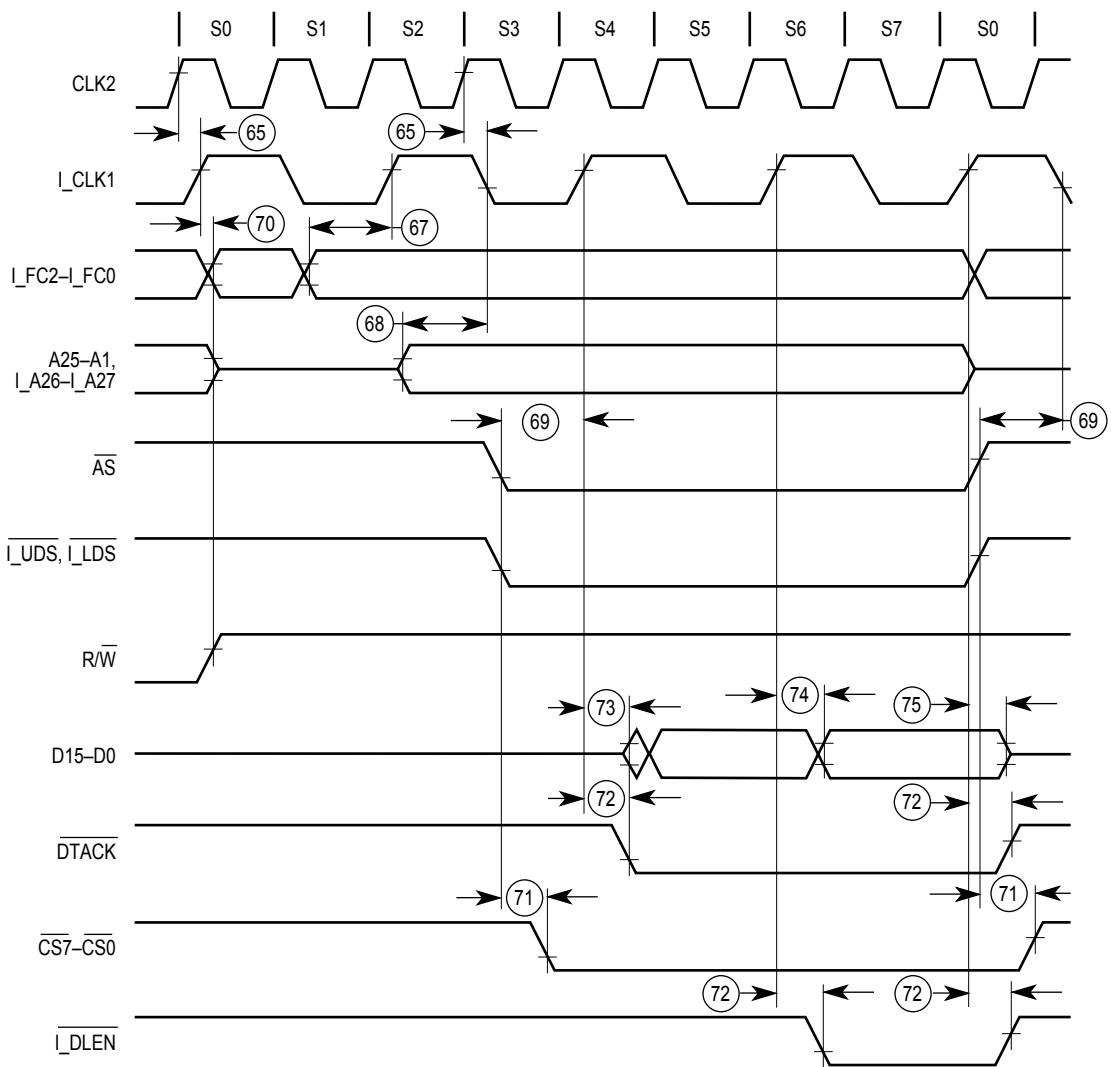 S0 S1 S2 S3 S4 S5 S6 S7 S0
CLK2
65 65
I_CLK1
70 67
I_FC2–I_FC0
68
A25–A1,
I_A26–I_A27
69 69
AS
I_UDS, I_LDS
R/W
73 74 75
D15–D0
72 72
DTACK
71 71
CS7–CS0
72 72
I_DLEN